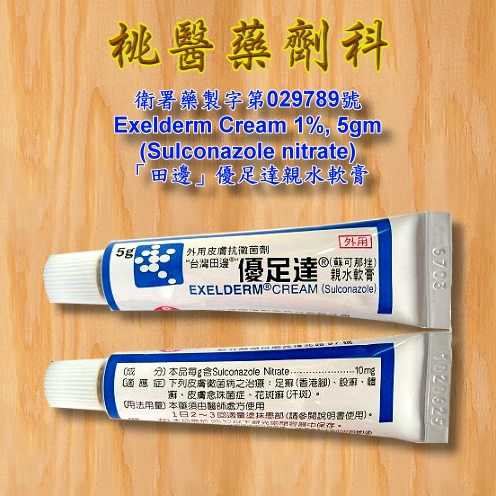 桃醫藥劑科
衛署藥製字第029789號
Exelderm Cream 1%, 5gm
(Sulconazole nitrate)
「田邊」優足達親水軟膏
5g
外用皮膚抗黴菌劑
外用
"台灣田邊®"優足達®(蘇可那挫)親水軟膏
EXELDERM®CREAM (Sulconazole)
5703
〔成 分〕本品每g含Sulconazole Nitrate..................10mg
〔適 應 症〕下列皮膚黴菌病之治療：足癬(香港腳)、股癬、體
癬、皮膚念珠菌症、花斑癬(汗斑)。
〔用法用量〕本藥須由醫師處方使用
1日2~3回適量塗抹患部(請參閱說明書使用)。